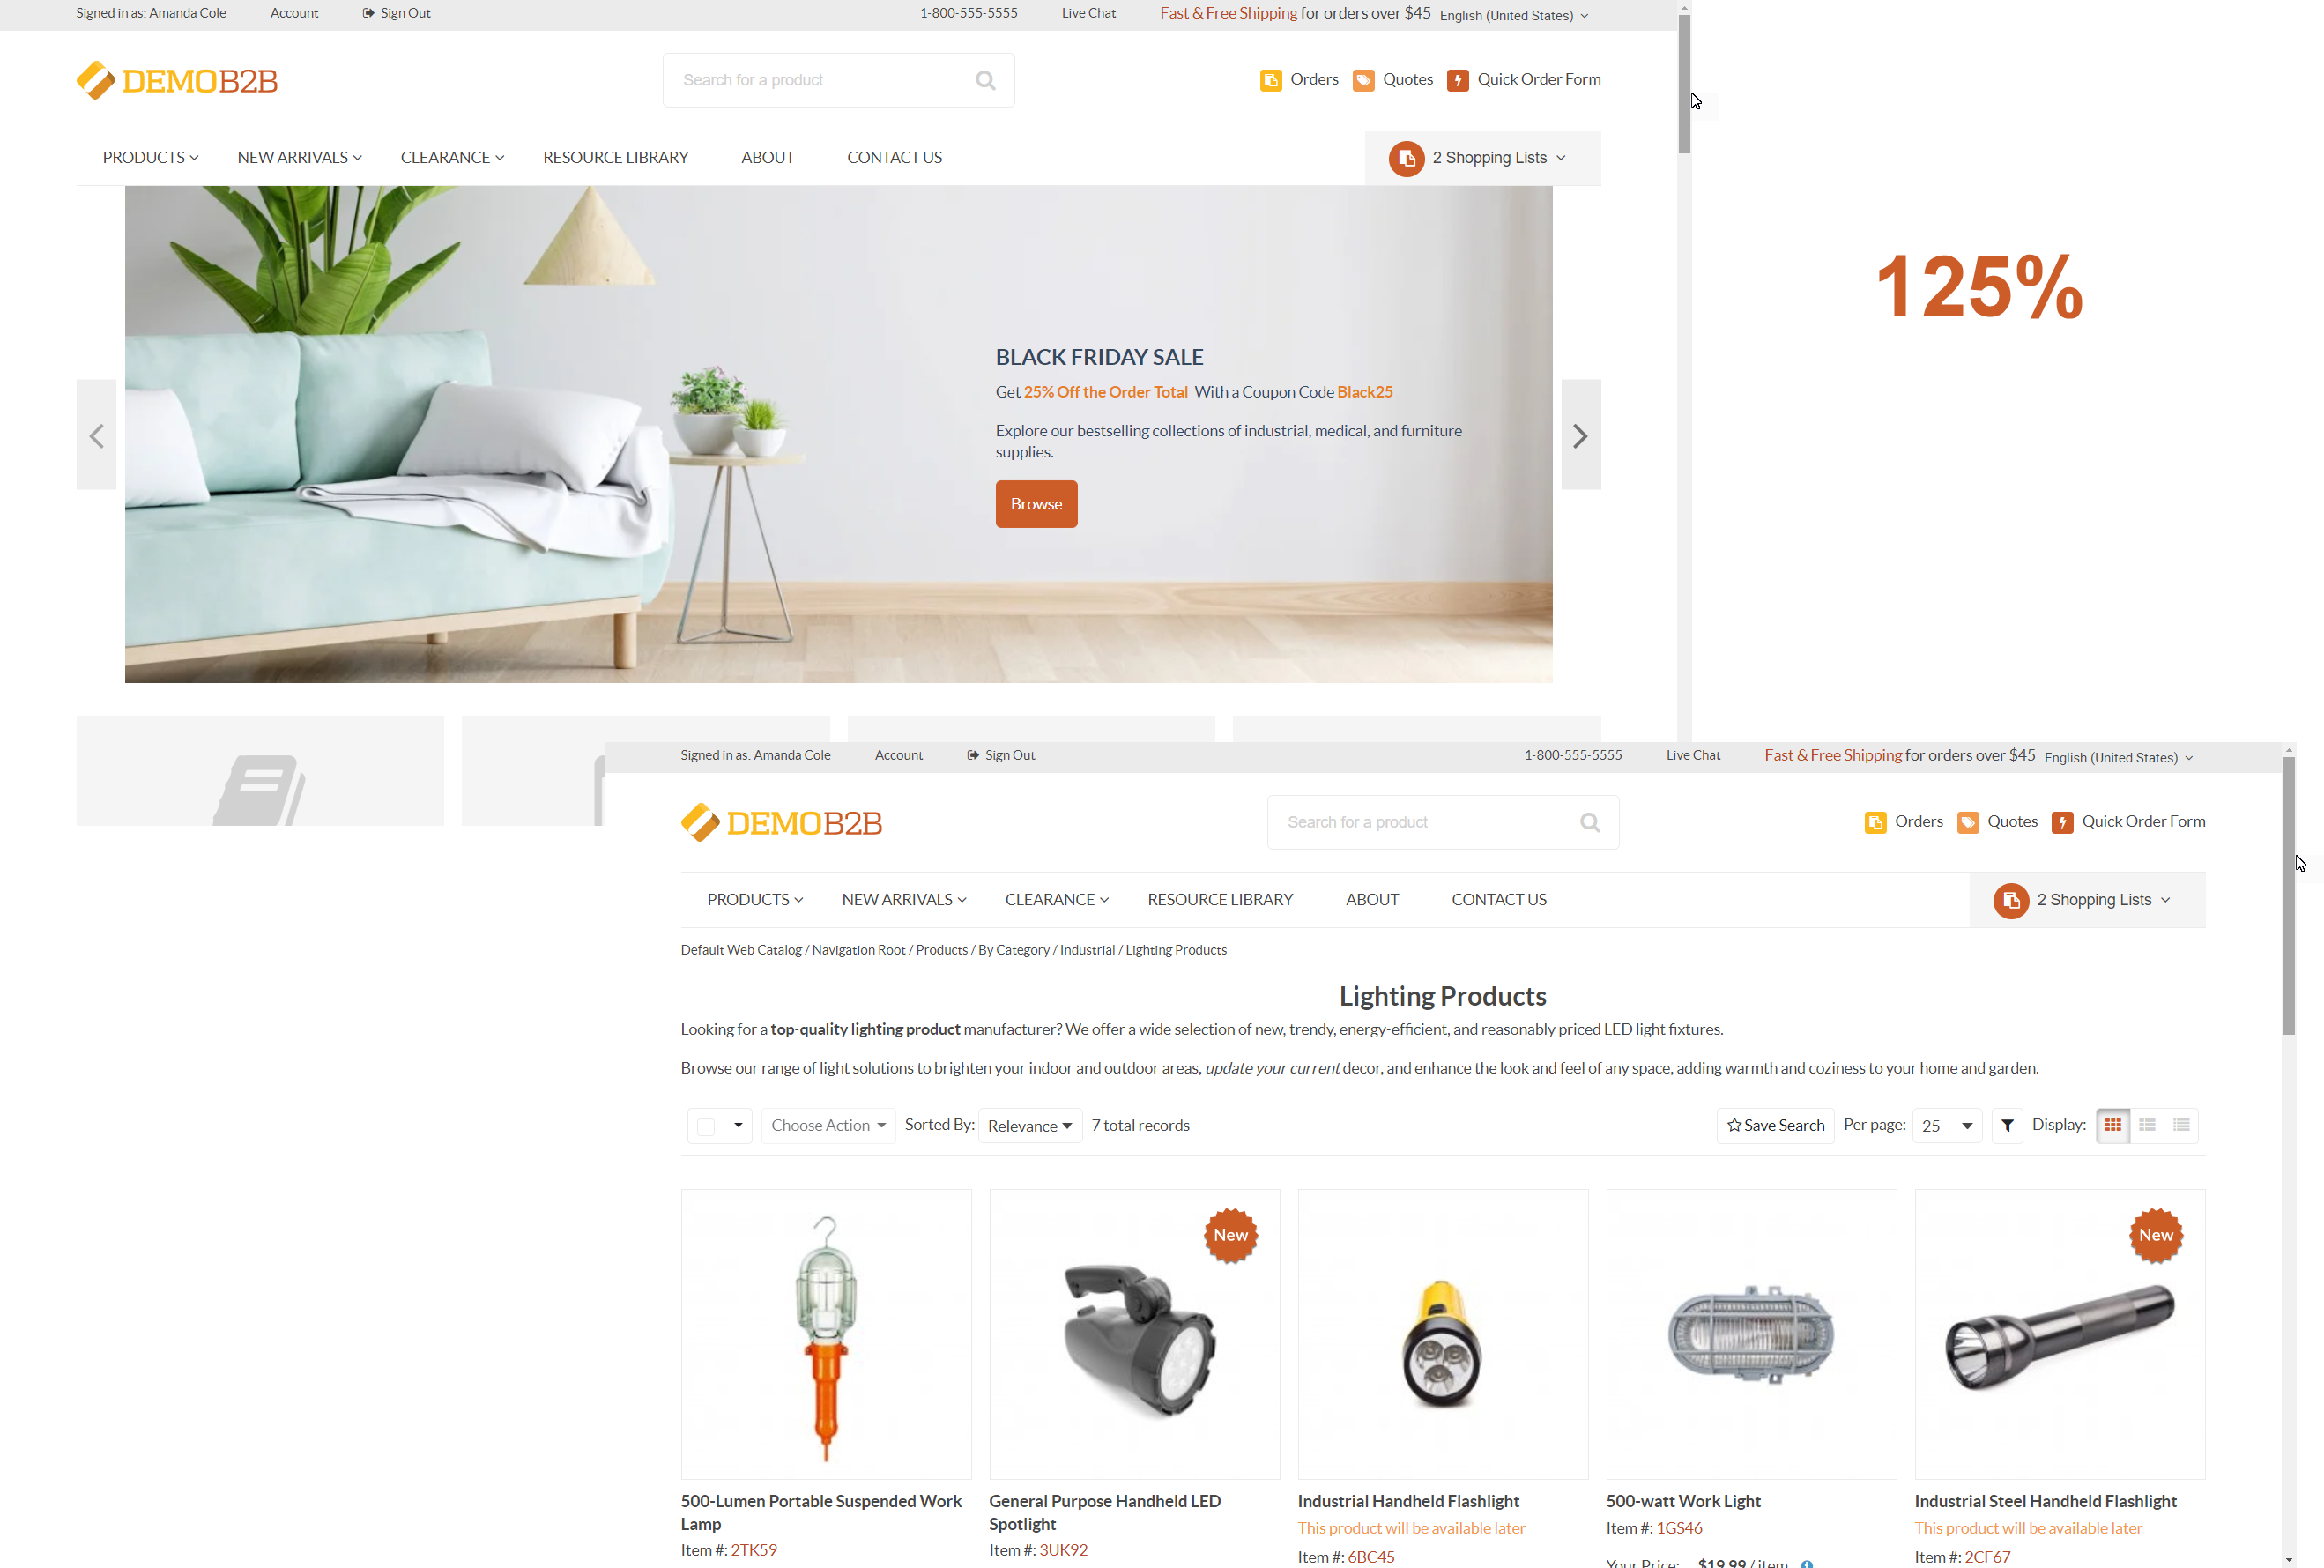 Signed in as: Amanda Cole Account Sign Out 1-800-555-5555 Live Chat Fast & Free Shipping for orders over $45 English (United States)
DEMOB2B Search for a product Orders Quotes Quick Order Form
PRODUCTS NEW ARRIVALS CLEARANCE RESOURCE LIBRARY ABOUT CONTACT US 2 Shopping Lists
125%
BLACK FRIDAY SALE
Get 25% Off the Order Total With a Coupon Code Black25
Explore our bestselling collections of industrial, medical, and furniture
supplies.
Browse
Signed in as: Amanda Cole Account Sign Out 1-800-555-5555 Live Chat Fast & Free Shipping for orders over $45 English (United States)
DEMOB2B Search for a product Orders Quotes Quick Order Form
PRODUCTS NEW ARRIVALS CLEARANCE RESOURCE LIBRARY ABOUT CONTACT US 2 Shopping Lists
Default Web Catalog / Navigation Root / Products / By Category / Industrial / Lighting Products
Lighting Products
Looking for a top-quality lighting product manufacturer? We offer a wide selection of new, trendy, energy-efficient, and reasonably priced LED light fixtures.
Browse our range of light solutions to brighten your indoor and outdoor areas, update your current decor, and enhance the look and feel of any space, adding warmth and coziness to your home and garden.
Choose Action Sorted By: Relevance 7 total records Save Search Per page: 25 Display:
New
New
500-Lumen Portable Suspended Work
Lamp
Item #: 2TK59
General Purpose Handheld LED
Spotlight
Item #: 3UK92
Industrial Handheld Flashlight
This product will be available later
Item #: 6BC45
500-watt Work Light
Item #: 1GS46
Your Price: $19.99 / item
Industrial Steel Handheld Flashlight
This product will be available later
Item #: 2CF67